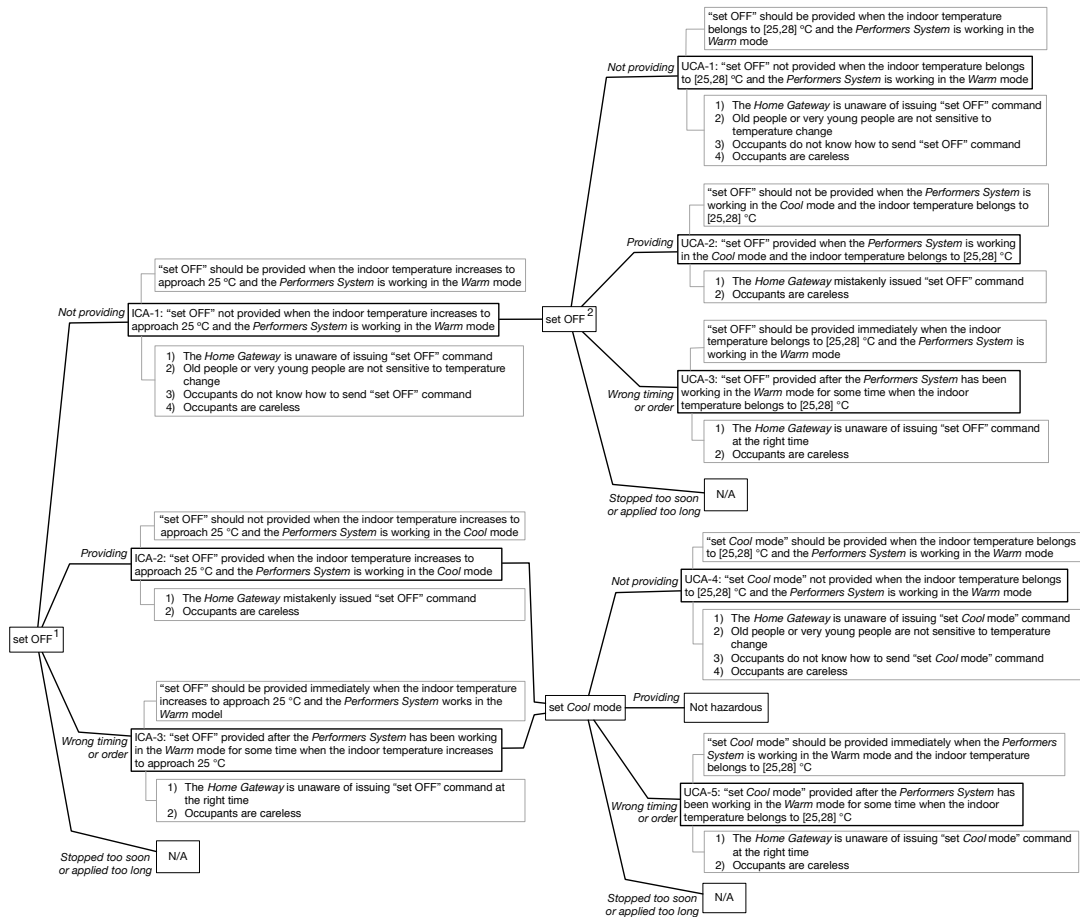 "set OFF" should be provided when the indoor temperature
belongs to [25,28] ºC and the Performers System is working in the
Warm mode
Not providing
UCA-1: "set OFF" not provided when the indoor temperature belongs
to [25,28] ºC and the Performers System is working in the Warm mode
1) The Home Gateway is unaware of issuing "set OFF" command
2) Old people or very young people are not sensitive to
temperature change
3) Occupants do not know how to send "set OFF" command
4) Occupants are careless
"set OFF" should not be provided when the Performers System is
working in the Cool mode and the indoor temperature belongs to
[25,28] °C
Providing
UCA-2: "set OFF" provided when the Performers System is working
in the Cool mode and the indoor temperature belongs to [25,28] °C
1) The Home Gateway mistakenly issued "set OFF" command
2) Occupants are careless
"set OFF" should be provided when the indoor temperature increases to
approach 25 ºC and the Performers System is working in the Warm mode
Not providing
ICA-1: "set OFF" not provided when the indoor temperature increases to
approach 25 °C and the Performers System is working in the Warm mode
1) The Home Gateway is unaware of issuing "set OFF" command
2) Old people or very young people are not sensitive to temperature
change
3) Occupants do not know how to send "set OFF" command
4) Occupants are careless
set OFF 2
"set OFF" should be provided immediately when the indoor
temperature belongs to [25,28] °C and the Performers System is
working in the Warm mode
Wrong timing
or order
UCA-3: "set OFF" provided after the Performers System has been
working in the Warm mode for some time when the indoor
temperature belongs to [25,28] °C
1) The Home Gateway is unaware of issuing "set OFF" command
at the right time
2) Occupants are careless
Stopped too soon
or applied too long
N/A
"set OFF" should not provided when the indoor temperature increases to
approach 25 °C and the Performers System is working in the Cool mode
Providing
ICA-2: "set OFF" provided when the indoor temperature increases to
approach 25 °C and the Performers System is working in the Cool mode
1) The Home Gateway mistakenly issued "set OFF" command
2) Occupants are careless
set OFF 1
"set OFF" should be provided immediately when the indoor temperature
increases to approach 25 °C and the Performers System works in the
Warm model
Wrong timing
or order
ICA-3: "set OFF" provided after the Performers System has been working
in the Warm mode for some time when the indoor temperature increases
to approach 25 °C
1) The Home Gateway is unaware of issuing "set OFF" command at
the right time
2) Occupants are careless
Stopped too soon
or applied too long
N/A
"set Cool mode" should be provided when the indoor temperature belongs
to [25,28] °C and the Performers System is working in the Warm mode
Not providing
UCA-4: "set Cool mode" not provided when the indoor temperature belongs
to [25,28] °C and the Performers System is working in the Warm mode
1) The Home Gateway is unaware of issuing "set Cool mode" command
2) Old people or very young people are not sensitive to temperature
change
3) Occupants do not know how to send "set Cool mode" command
4) Occupants are careless
set Cool mode
Providing
Not hazardous
"set Cool mode" should be provided immediately when the Performers
System is working in the Warm mode and the indoor temperature
belongs to [25,28] °C
Wrong timing
or order
UCA-5: "set Cool mode" provided after the Performers System has
been working in the Warm mode for some time when the indoor
temperature belongs to [25,28] °C
1) The Home Gateway is unaware of issuing "set Cool mode" command
at the right time
2) Occupants are careless
Stopped too soon
or applied too long
N/A